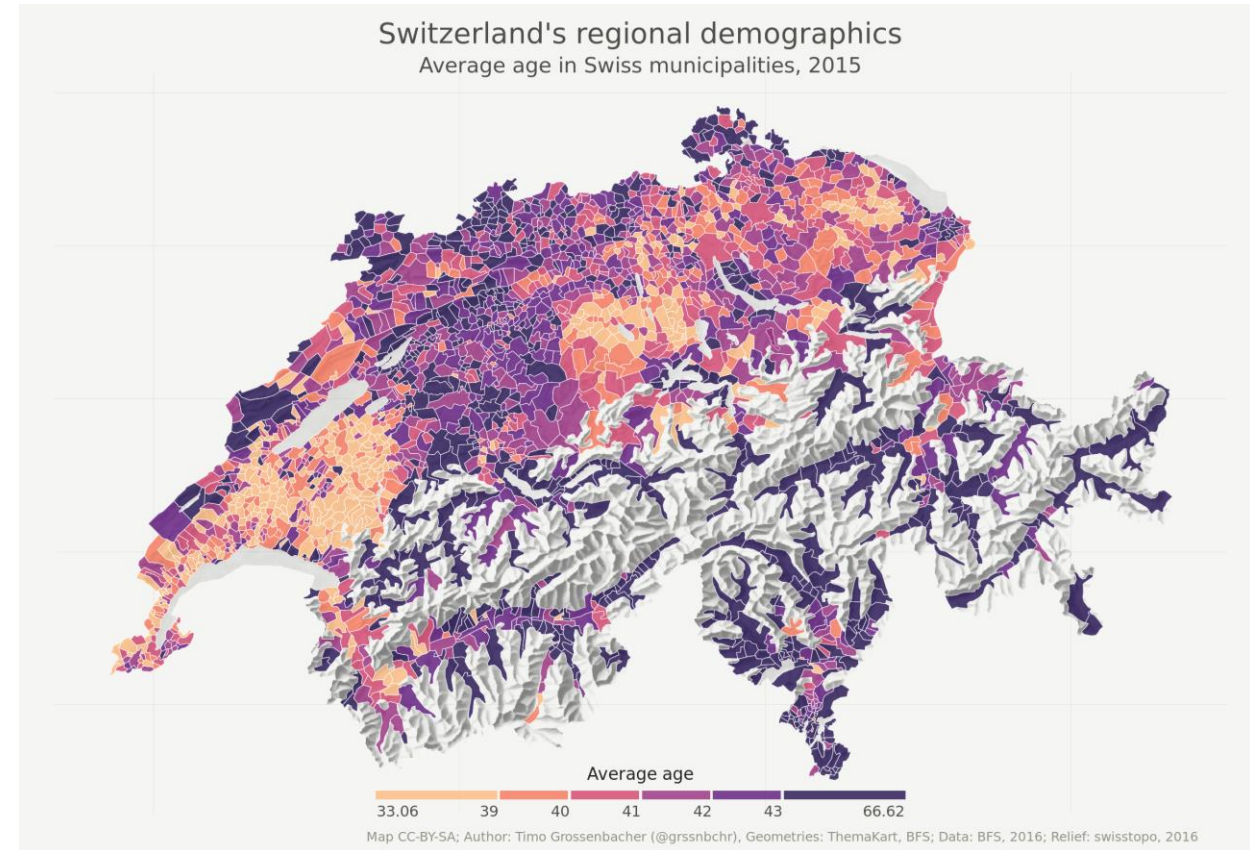 Switzerland's regional demographics
Average age in Swiss municipalities, 2015
Average age
33.06 39 40 41 42 43 66.62
Map CC-BY-SA; Author: Timo Grossenbacher (@grssnbchr), Geometries: ThemaKart, BFS; Data: BFS, 2016; Relief: swisstopo, 2016